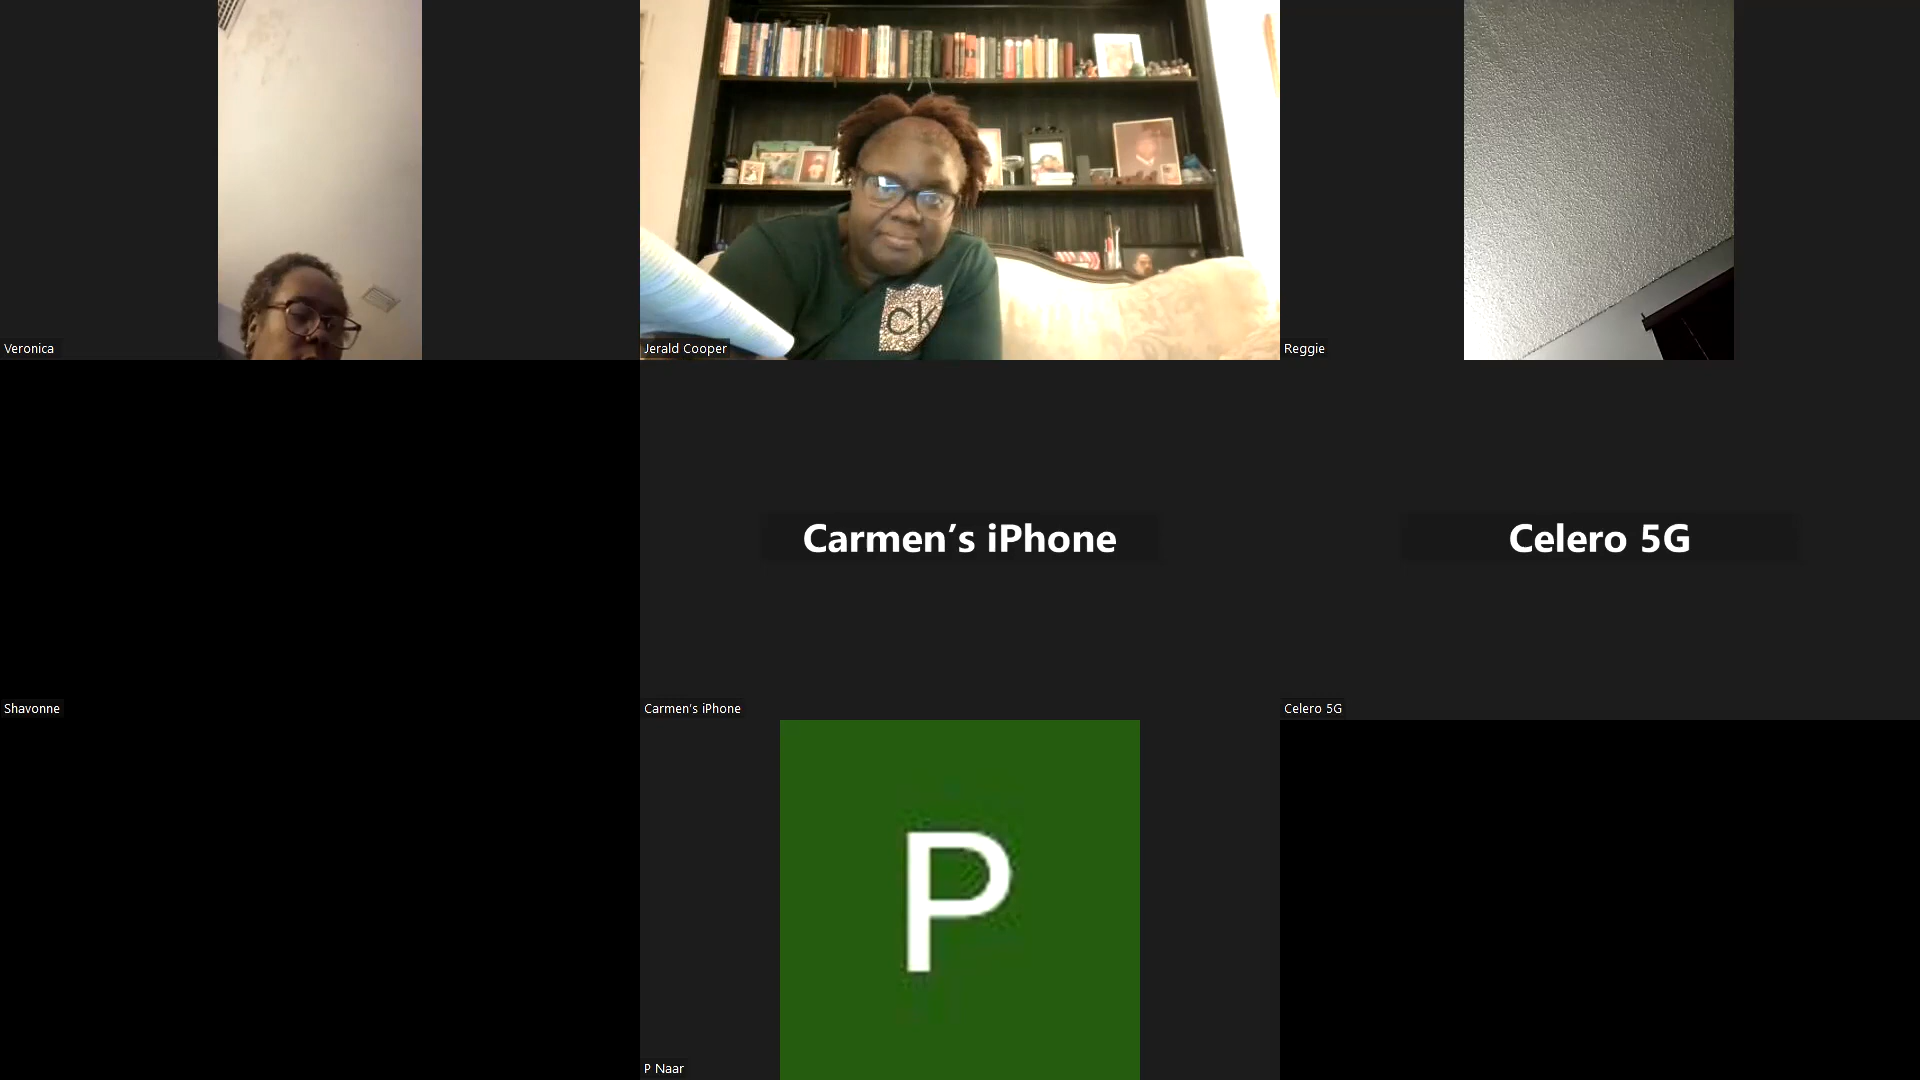 Veronica
Jerald Cooper
Reggie
Carmen's iPhone
Celero 5G
Shavonne
Carmen's iPhone
Celero 5G
CK
P
P Naar